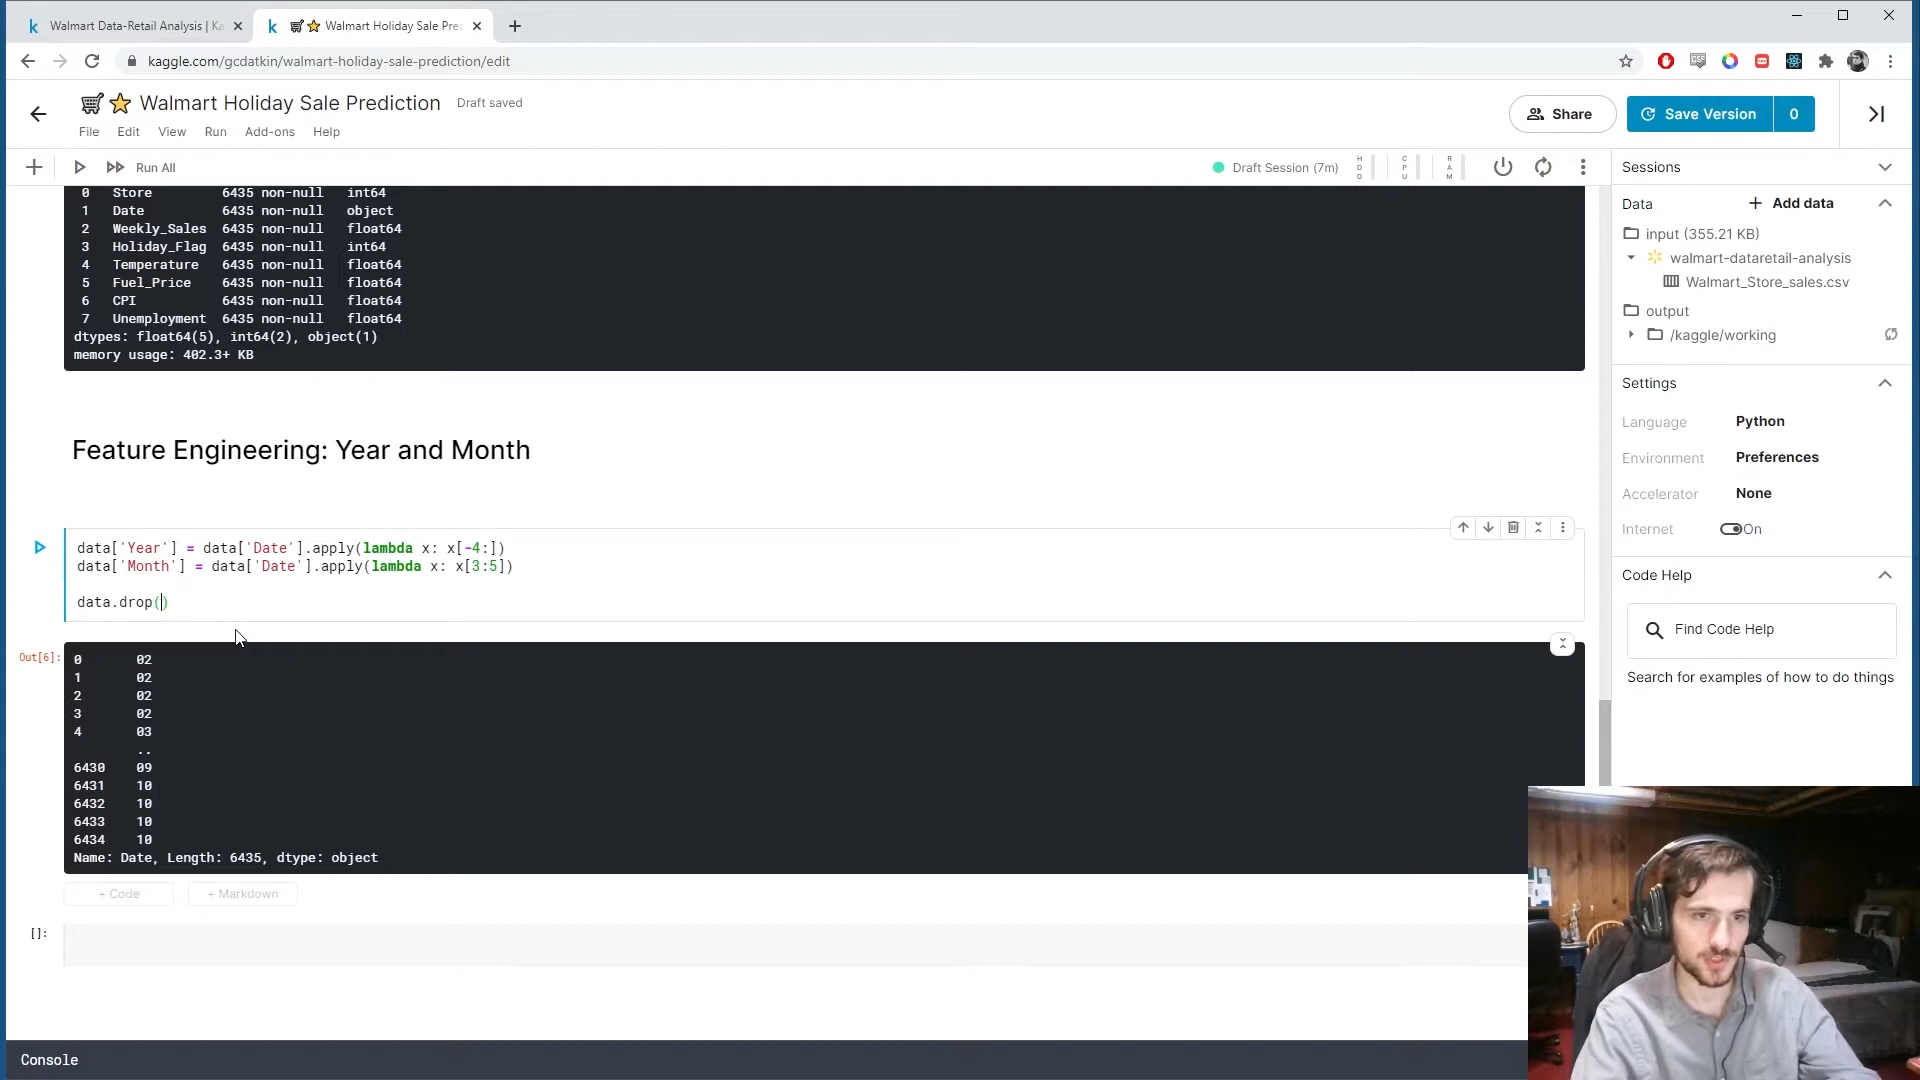 Walmart Data-Retail Analysis | Ka
Walmart Holiday Sale Pre
kaggle.com/gcdatkin/walmart-holiday-sale-prediction/edit
Walmart Holiday Sale Prediction
Draft saved
File Edit View Run Add-ons Help
Share
Save Version 0
Run All
Draft Session (7m)
HDD
CPU
RAM
0 Store 6435 non-null int64
1 Date 6435 non-null object
2 Weekly_Sales 6435 non-null float64
3 Holiday_Flag 6435 non-null int64
4 Temperature 6435 non-null float64
5 Fuel_Price 6435 non-null float64
6 CPI 6435 non-null float64
7 Unemployment 6435 non-null float64
dtypes: float64(5), int64(2), object(1)
memory usage: 402.3+ KB
Feature Engineering: Year and Month
data['Year'] = data['Date'].apply(lambda x: x[-4:])
data['Month'] = data['Date'].apply(lambda x: x[3:5])
data.drop()
Out[6]:
0 02
1 02
2 02
3 02
4 03
..
6430 09
6431 10
6432 10
6433 10
6434 10
Name: Date, Length: 6435, dtype: object
+ Code + Markdown
[]:
Console
Sessions
Data
+ Add data
input (355.21 KB)
walmart-dataretail-analysis
Walmart_Store_sales.csv
output
/kaggle/working
Settings
Language Python
Environment Preferences
Accelerator None
Internet On
Code Help
Find Code Help
Search for examples of how to do things